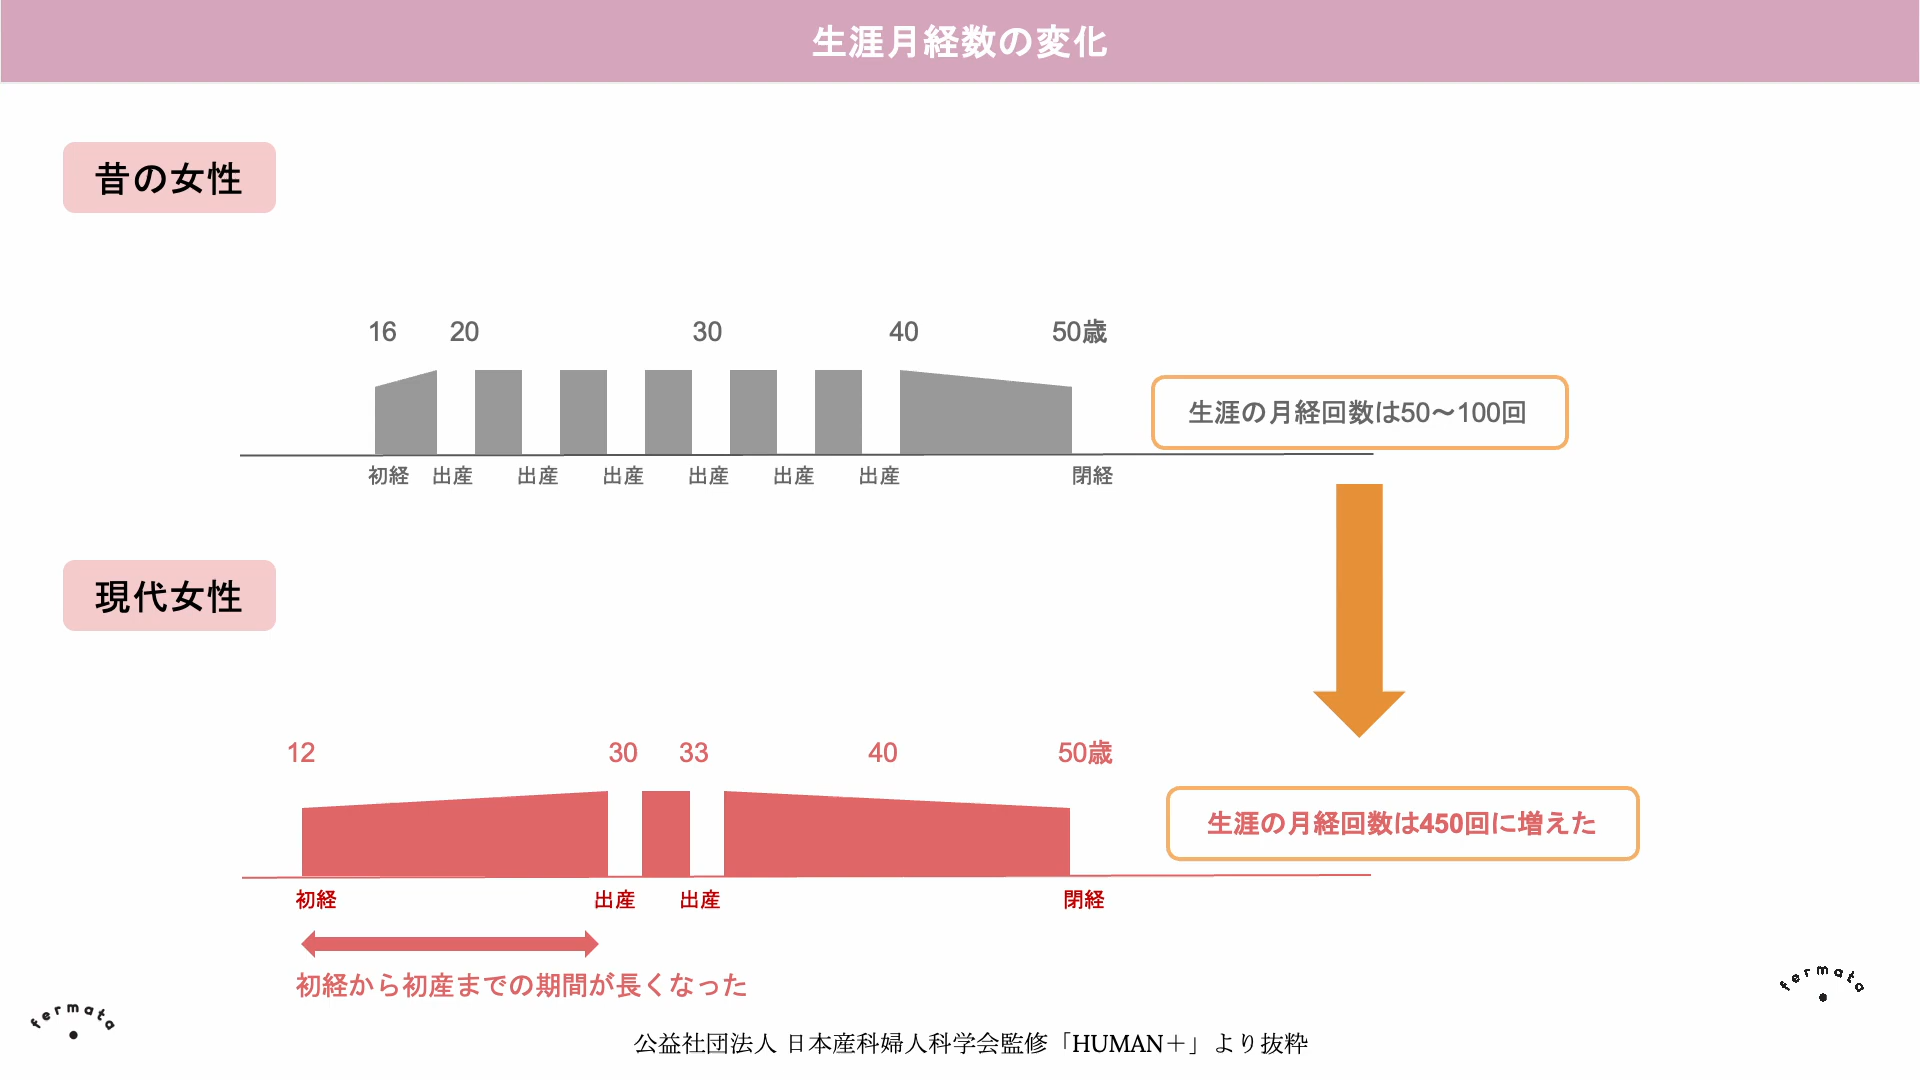 生涯月経数の変化
昔の女性
16 20 30 40 50歳
生涯の月経回数は50〜100回
初経 出産 出産 出産 出産 出産 出産 閉経
現代女性
12 30 33 40 50歳
生涯の月経回数は450回に増えた
初経 出産 出産 閉経
初経から初産までの期間が長くなった
fermata
fermata
公益社団法人 日本産科婦人科学会監修「HUMAN＋」より抜粋